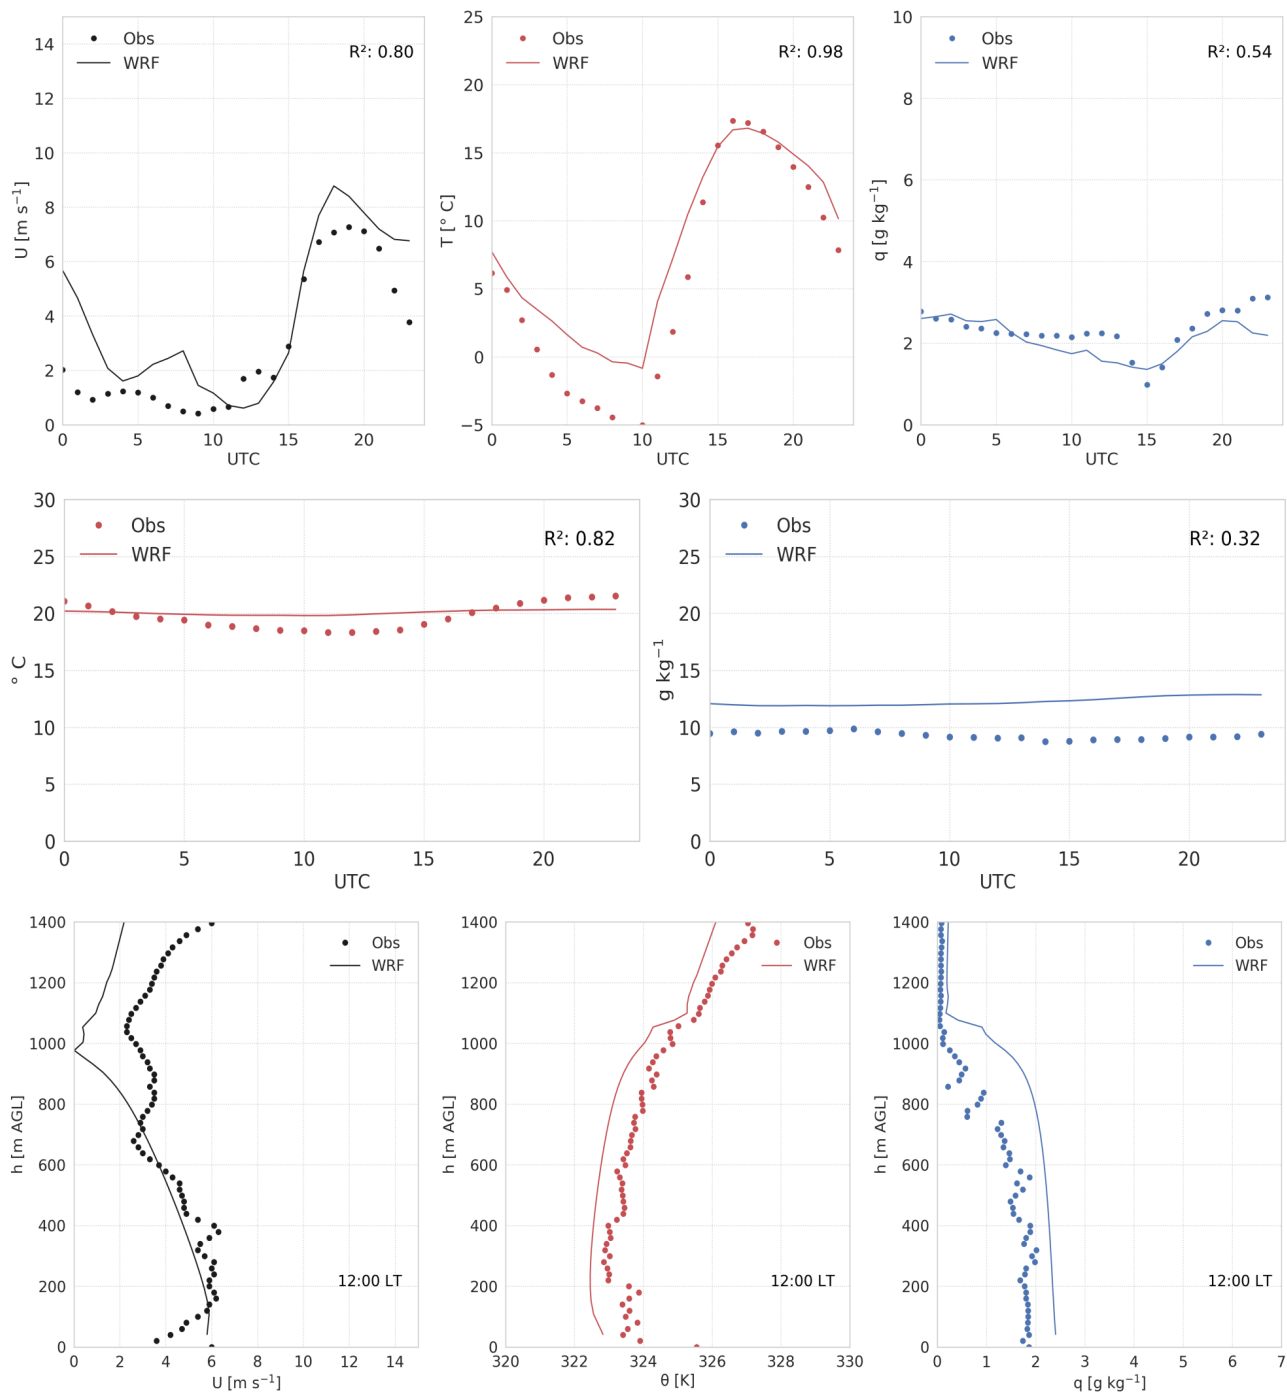 U [m s⁻¹]
14
12
10
8
6
4
2
0
Obs
WRF
R²: 0.80
0 5 10 15 20
UTC
T [° C]
25
20
15
10
5
0
−5
Obs
WRF
R²: 0.98
0 5 10 15 20
UTC
q [g kg⁻¹]
10
8
6
4
2
0
Obs
WRF
R²: 0.54
0 5 10 15 20
UTC
° C
30
25
20
15
10
5
0
Obs
WRF
R²: 0.82
0 5 10 15 20
UTC
g kg⁻¹
30
25
20
15
10
5
0
Obs
WRF
R²: 0.32
0 5 10 15 20
UTC
h [m AGL]
1400
1200
1000
800
600
400
200
0
Obs
WRF
12:00 LT
0 2 4 6 8 10 12 14
U [m s⁻¹]
h [m AGL]
1400
1200
1000
800
600
400
200
0
Obs
WRF
12:00 LT
320 322 324 326 328 330
θ [K]
h [m AGL]
1400
1200
1000
800
600
400
200
0
Obs
WRF
12:00 LT
0 1 2 3 4 5 6 7
q [g kg⁻¹]